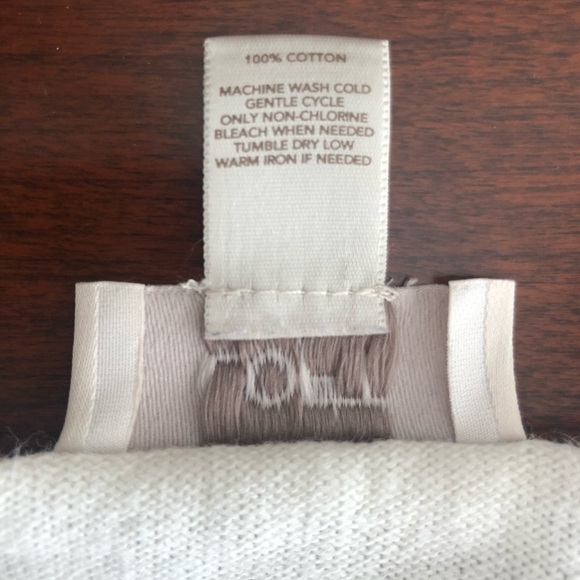 100% COTTON
MACHINE WASH COLD
GENTLE CYCLE
ONLY NON-CHLORINE
BLEACH WHEN NEEDED
TUMBLE DRY LOW
WARM IRON IF NEEDED